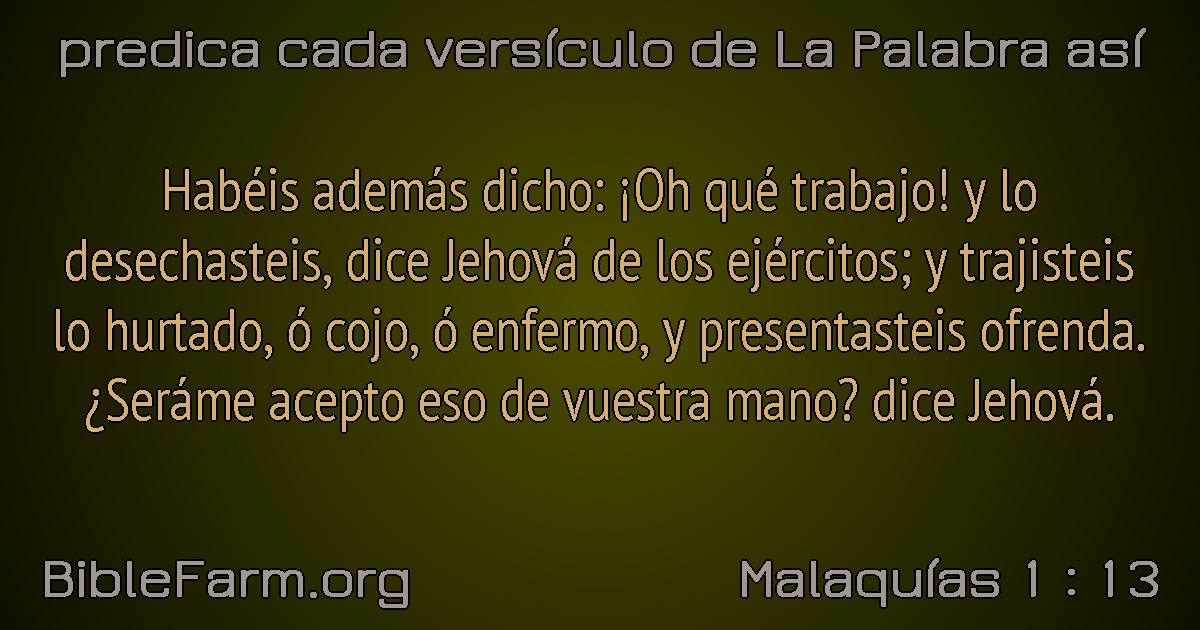 predica cada versículo de La Palabra así
Habéis además dicho: ¡Oh qué trabajo! y lo
desechasteis, dice Jehová de los ejércitos; y trajisteis
lo hurtado, ó cojo, ó enfermo, y presentasteis ofrenda.
¿Seráme acepto eso de vuestra mano? dice Jehová.
BibleFarm.org
Malaquías 1 : 13